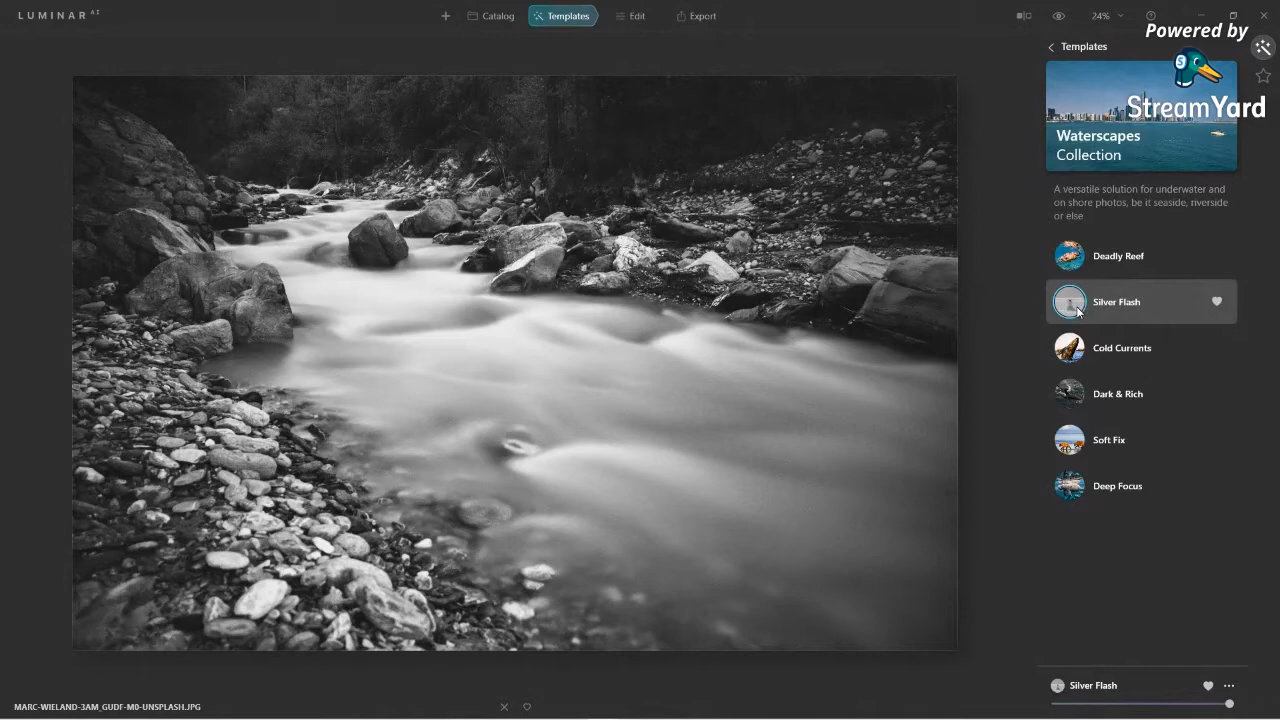 LUMINAR AI
Catalog
Templates
Edit
Export
24%
Powered by
StreamYard
Templates
Waterscapes
Collection
A versatile solution for underwater and
on shore photos, be it seaside, riverside
or else
Deadly Reef
Silver Flash
Cold Currents
Dark & Rich
Soft Fix
Deep Focus
Silver Flash
MARC-WIELAND-3AM_GUDF-M0-UNSPLASH.JPG